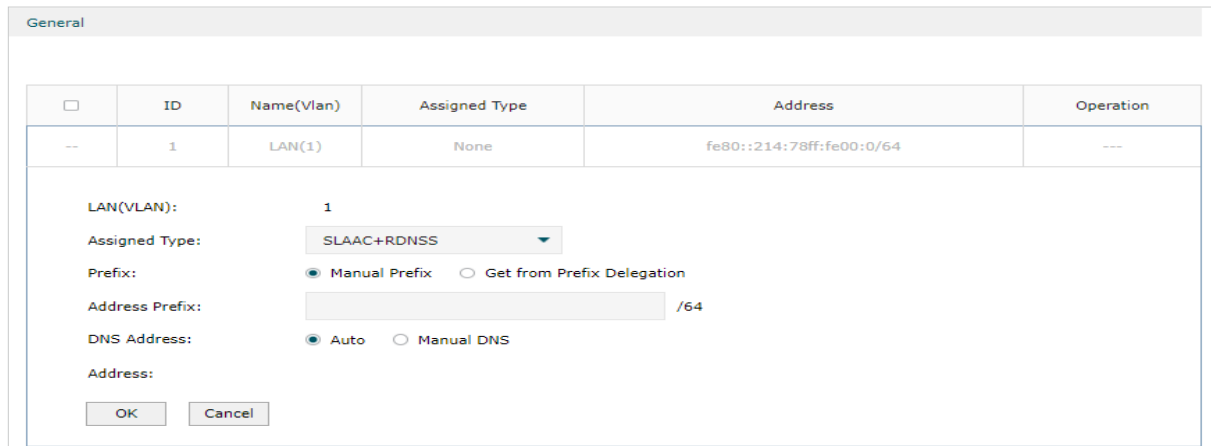 General
ID Name(Vlan) Assigned Type Address Operation
-- 1 LAN(1) None fe80::214:78ff:fe00:0/64 ---
LAN(VLAN): 1
Assigned Type: SLAAC+RDNSS
Prefix: Manual Prefix Get from Prefix Delegation
Address Prefix: /64
DNS Address: Auto Manual DNS
Address:
OK Cancel